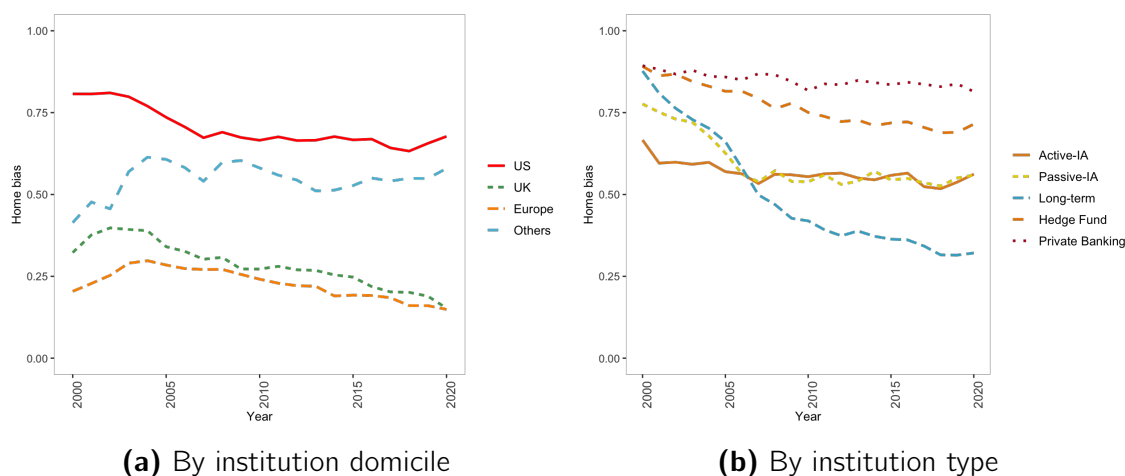 1.00
0.75
0.50
0.25
0.00
Home bias
2000
2005
2010
2015
2020
Year
US
UK
Europe
Others
(a) By institution domicile
1.00
0.75
0.50
0.25
0.00
Home bias
2000
2005
2010
2015
2020
Year
Active-IA
Passive-IA
Long-term
Hedge Fund
Private Banking
(b) By institution type